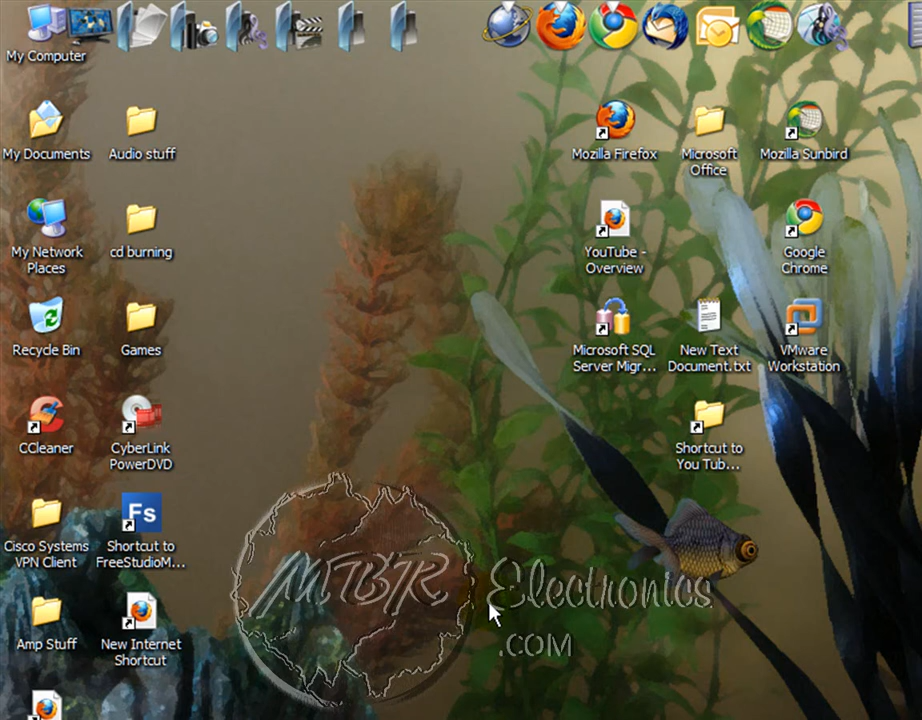 My Computer
My Documents
Audio stuff
Mozilla Firefox
Microsoft
Office
Mozilla Sunbird
My Network
Places
cd burning
YouTube -
Overview
Google
Chrome
Recycle Bin
Games
Microsoft SQL
Server Migr...
New Text
Document.txt
VMware
Workstation
CCleaner
CyberLink
PowerDVD
Shortcut to
You Tub...
Fs
Cisco Systems
VPN Client
Shortcut to
FreeStudioM...
MBR Electronics
.COM
Amp Stuff
New Internet
Shortcut